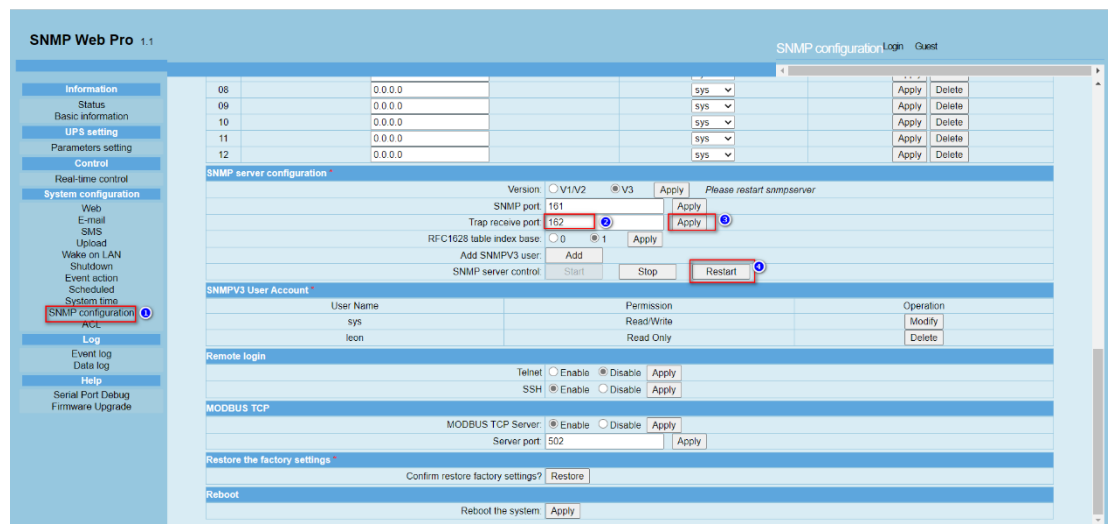 SNMP Web Pro 1.1
SNMP configuration Login Guest
Information
Status
Basic information
UPS setting
Parameters setting
Control
Real-time control
System configuration
Web
E-mail
SMS
Upload
Wake on LAN
Shutdown
Event action
Scheduled
System time
SNMP configuration 1
ACL
Log
Event log
Data log
Help
Serial Port Debug
Firmware Upgrade
08 0.0.0.0 sys Apply Delete
09 0.0.0.0 sys Apply Delete
10 0.0.0.0 sys Apply Delete
11 0.0.0.0 sys Apply Delete
12 0.0.0.0 sys Apply Delete
SNMP server configuration *
Version: V1/V2 V3 Apply Please restart snmpserver
SNMP port: 161 Apply
Trap receive port: 162 2 Apply 3
RFC1628 table index base: 0 1 Apply
Add SNMPV3 user: Add
SNMP server control: Start Stop Restart 4
SNMPV3 User Account *
User Name Permission Operation
sys Read/Write Modify
leon Read Only Delete
Remote login
Telnet Enable Disable Apply
SSH Enable Disable Apply
MODBUS TCP
MODBUS TCP Server: Enable Disable Apply
Server port: 502 Apply
Restore the factory settings *
Confirm restore factory settings? Restore
Reboot
Reboot the system: Apply